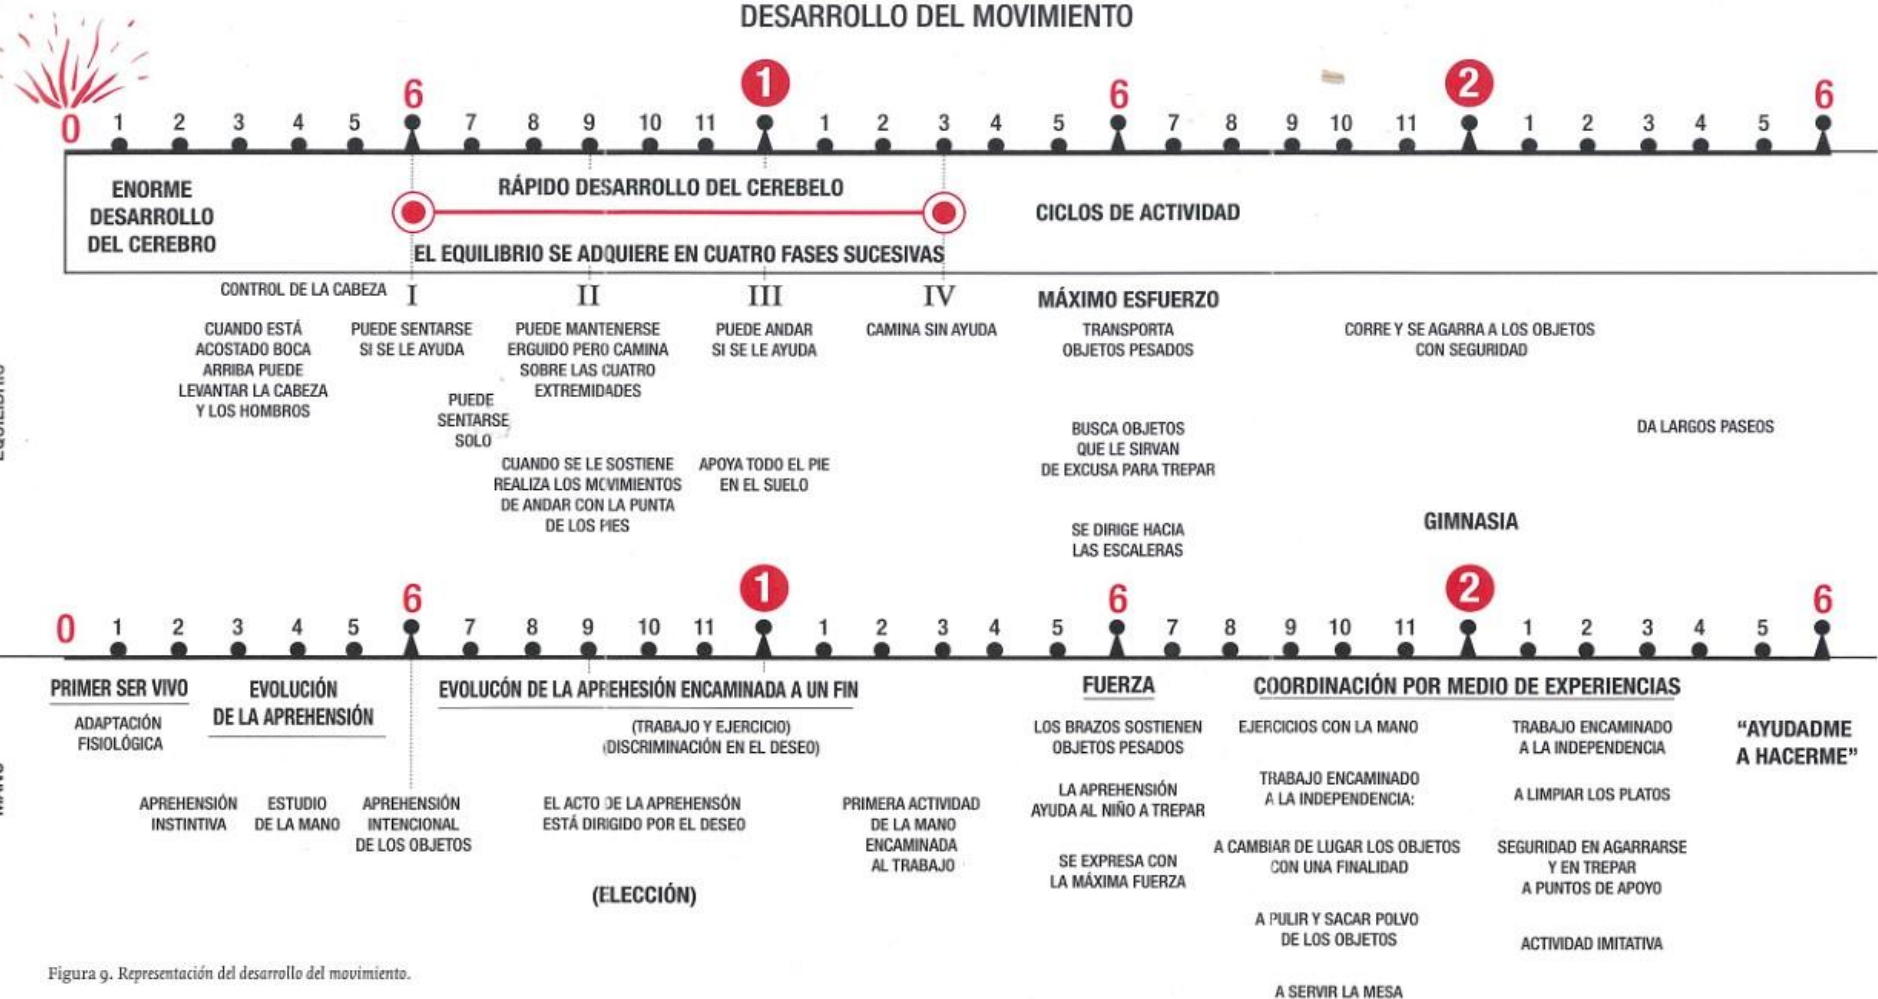 DESARROLLO DEL MOVIMIENTO
6 1 6 2 6
0 1 2 3 4 5 7 8 9 10 11 1 2 3 4 5 7 8 9 10 11 1 2 3 4 5
ENORME
DESARROLLO
DEL CEREBRO
RÁPIDO DESARROLLO DEL CEREBELO
EL EQUILIBRIO SE ADQUIERE EN CUATRO FASES SUCESIVAS
CICLOS DE ACTIVIDAD
CONTROL DE LA CABEZA
CUANDO ESTÁ
ACOSTADO BOCA
ARRIBA PUEDE
LEVANTAR LA CABEZA
Y LOS HOMBROS
I
PUEDE SENTARSE
SI SE LE AYUDA
PUEDE
SENTARSE
SOLO
II
PUEDE MANTENERSE
ERGUIDO PERO CAMINA
SOBRE LAS CUATRO
EXTREMIDADES
CUANDO SE LE SOSTIENE
REALIZA LOS MOVIMIENTOS
DE ANDAR CON LA PUNTA
DE LOS PIES
III
PUEDE ANDAR
SI SE LE AYUDA
APOYA TODO EL PIE
EN EL SUELO
IV
CAMINA SIN AYUDA
MÁXIMO ESFUERZO
TRANSPORTA
OBJETOS PESADOS
BUSCA OBJETOS
QUE LE SIRVAN
DE EXCUSA PARA TREPAR
SE DIRIGE HACIA
LAS ESCALERAS
CORRE Y SE AGARRA A LOS OBJETOS
CON SEGURIDAD
GIMNASIA
DA LARGOS PASEOS
6 1 6 2 6
0 1 2 3 4 5 7 8 9 10 11 1 2 3 4 5 7 8 9 10 11 1 2 3 4 5
PRIMER SER VIVO
ADAPTACIÓN
FISIOLÓGICA
EVOLUCIÓN
DE LA APREHENSIÓN
APREHENSIÓN
INSTINTIVA
ESTUDIO
DE LA MANO
APREHENSIÓN
INTENCIONAL
DE LOS OBJETOS
EVOLUCÓN DE LA APREHESIÓN ENCAMINADA A UN FIN
(TRABAJO Y EJERCICIO)
(DISCRIMINACIÓN EN EL DESEO)
EL ACTO DE LA APREHENSÓN
ESTÁ DIRIGIDO POR EL DESEO
(ELECCIÓN)
PRIMERA ACTIVIDAD
DE LA MANO
ENCAMINADA
AL TRABAJO
FUERZA
LOS BRAZOS SOSTIENEN
OBJETOS PESADOS
LA APREHENSIÓN
AYUDA AL NIÑO A TREPAR
SE EXPRESA CON
LA MÁXIMA FUERZA
COORDINACIÓN POR MEDIO DE EXPERIENCIAS
EJERCICIOS CON LA MANO
TRABAJO ENCAMINADO
A LA INDEPENDENCIA:
A CAMBIAR DE LUGAR LOS OBJETOS
CON UNA FINALIDAD
A PULIR Y SACAR POLVO
DE LOS OBJETOS
A SERVIR LA MESA
TRABAJO ENCAMINADO
A LA INDEPENDENCIA
A LIMPIAR LOS PLATOS
SEGURIDAD EN AGARRARSE
Y EN TREPAR
A PUNTOS DE APOYO
ACTIVIDAD IMITATIVA
“AYUDADME
A HACERME”
Figura 9. Representación del desarrollo del movimiento.